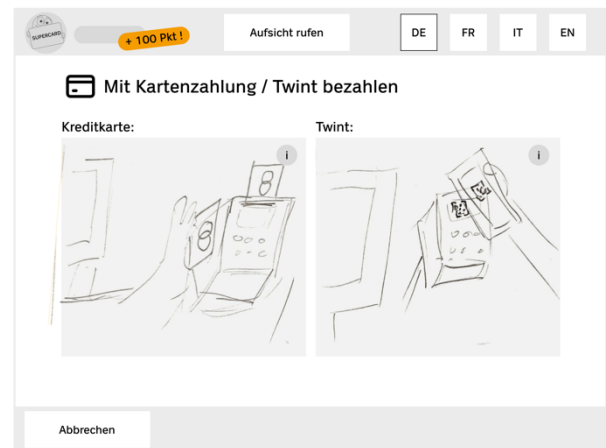 SUPERCARD
+ 100 Pkt !
Aufsicht rufen
DE
FR
IT
EN
Mit Kartenzahlung / Twint bezahlen
Kreditkarte:
Twint:
i
i
Abbrechen